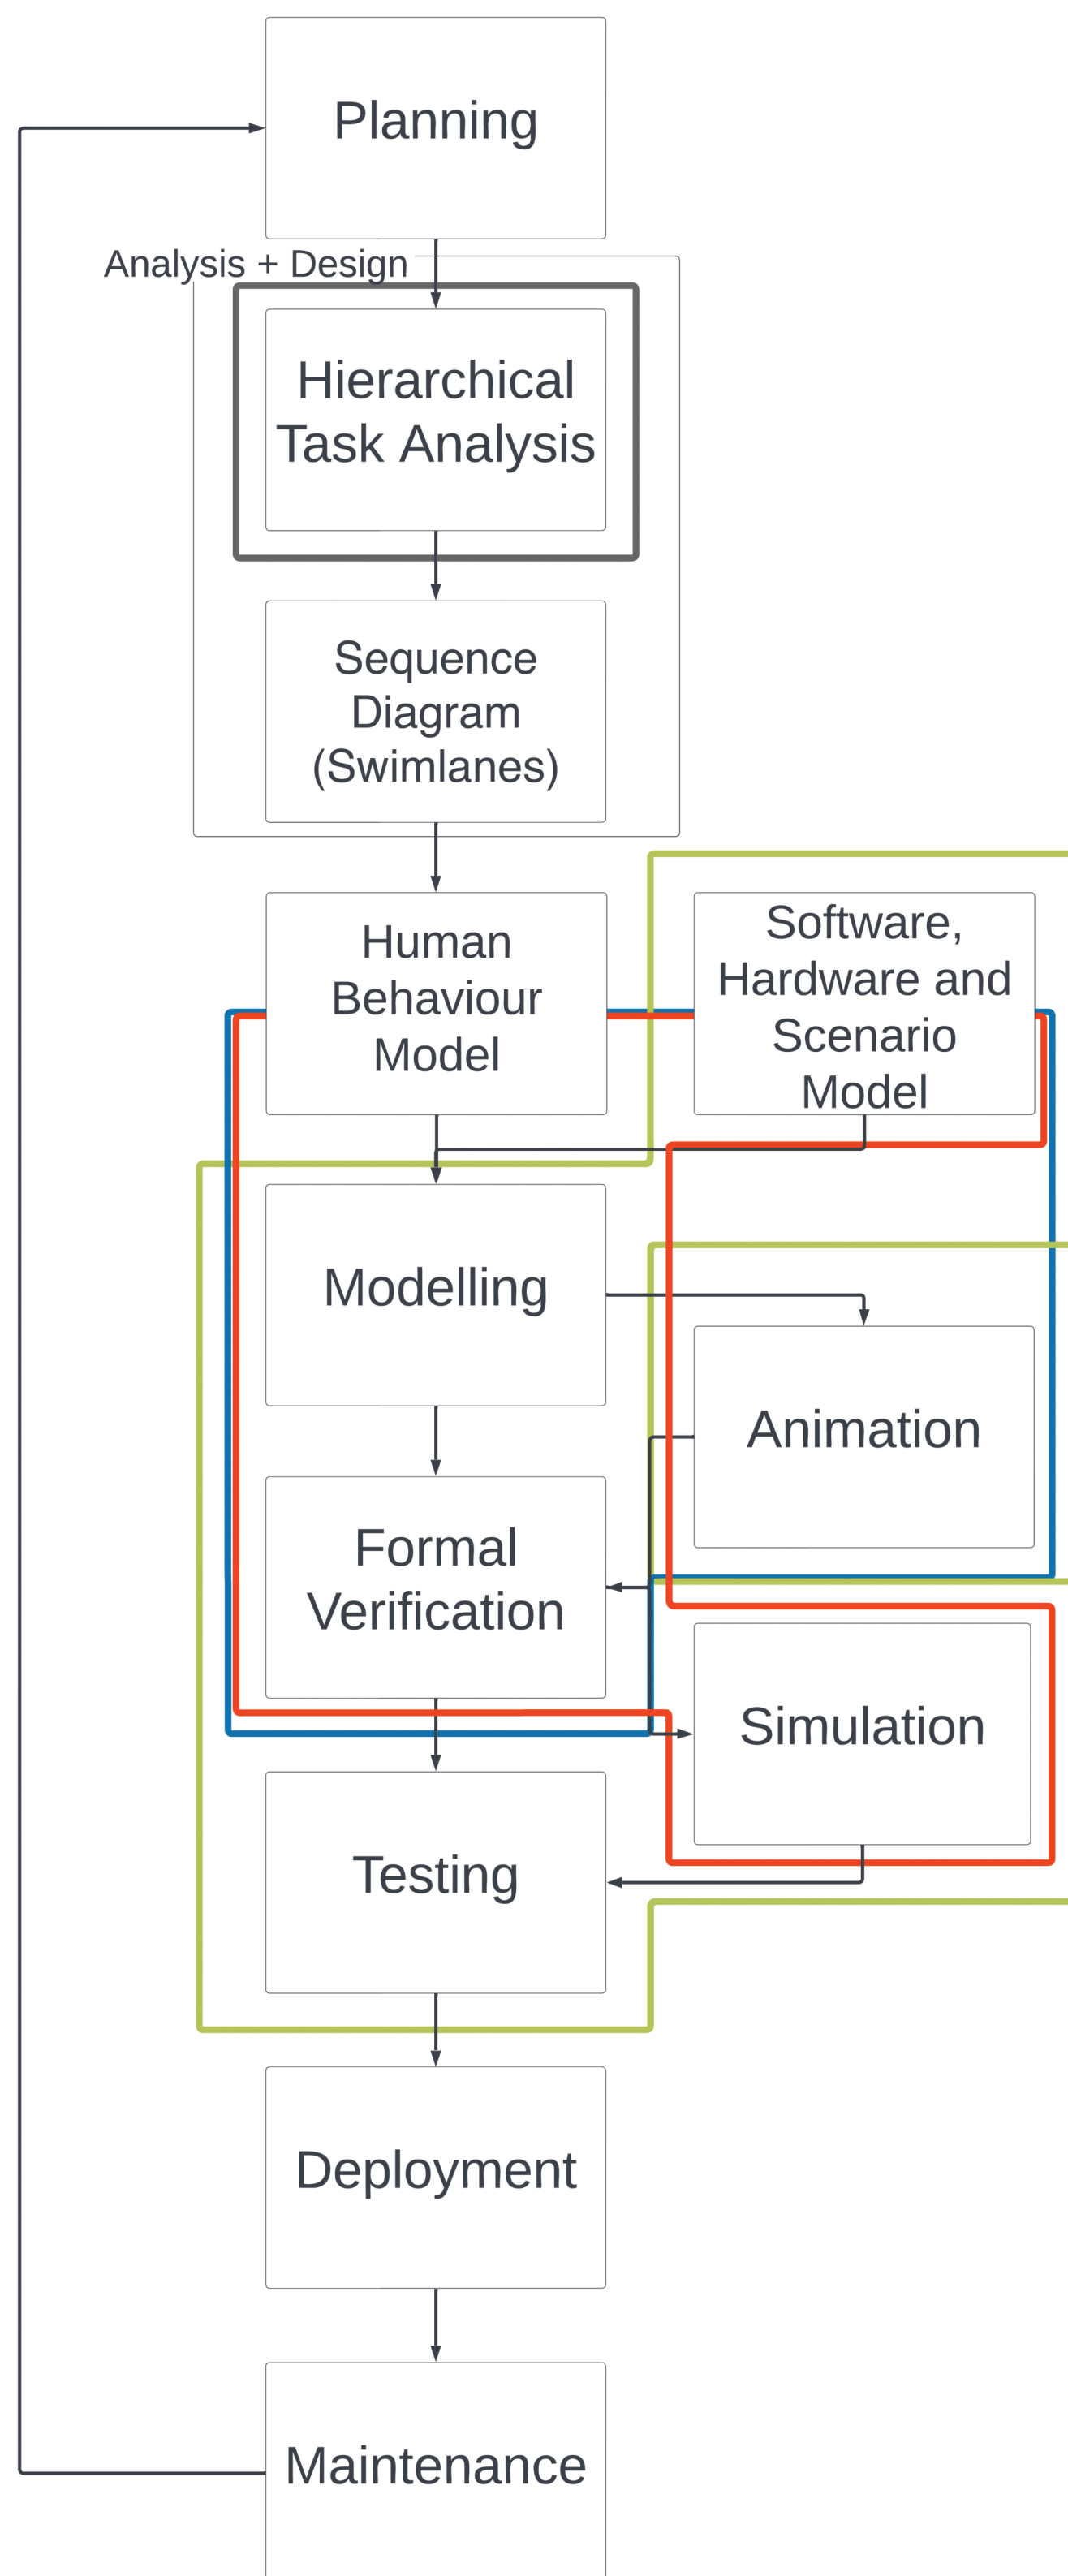 Planning
Analysis + Design
Hierarchical
Task Analysis
Sequence
Diagram
(Swimlanes)
Human
Behaviour
Model
Software,
Hardware and
Scenario
Model
Modelling
Animation
Formal
Verification
Simulation
Testing
Deployment
Maintenance